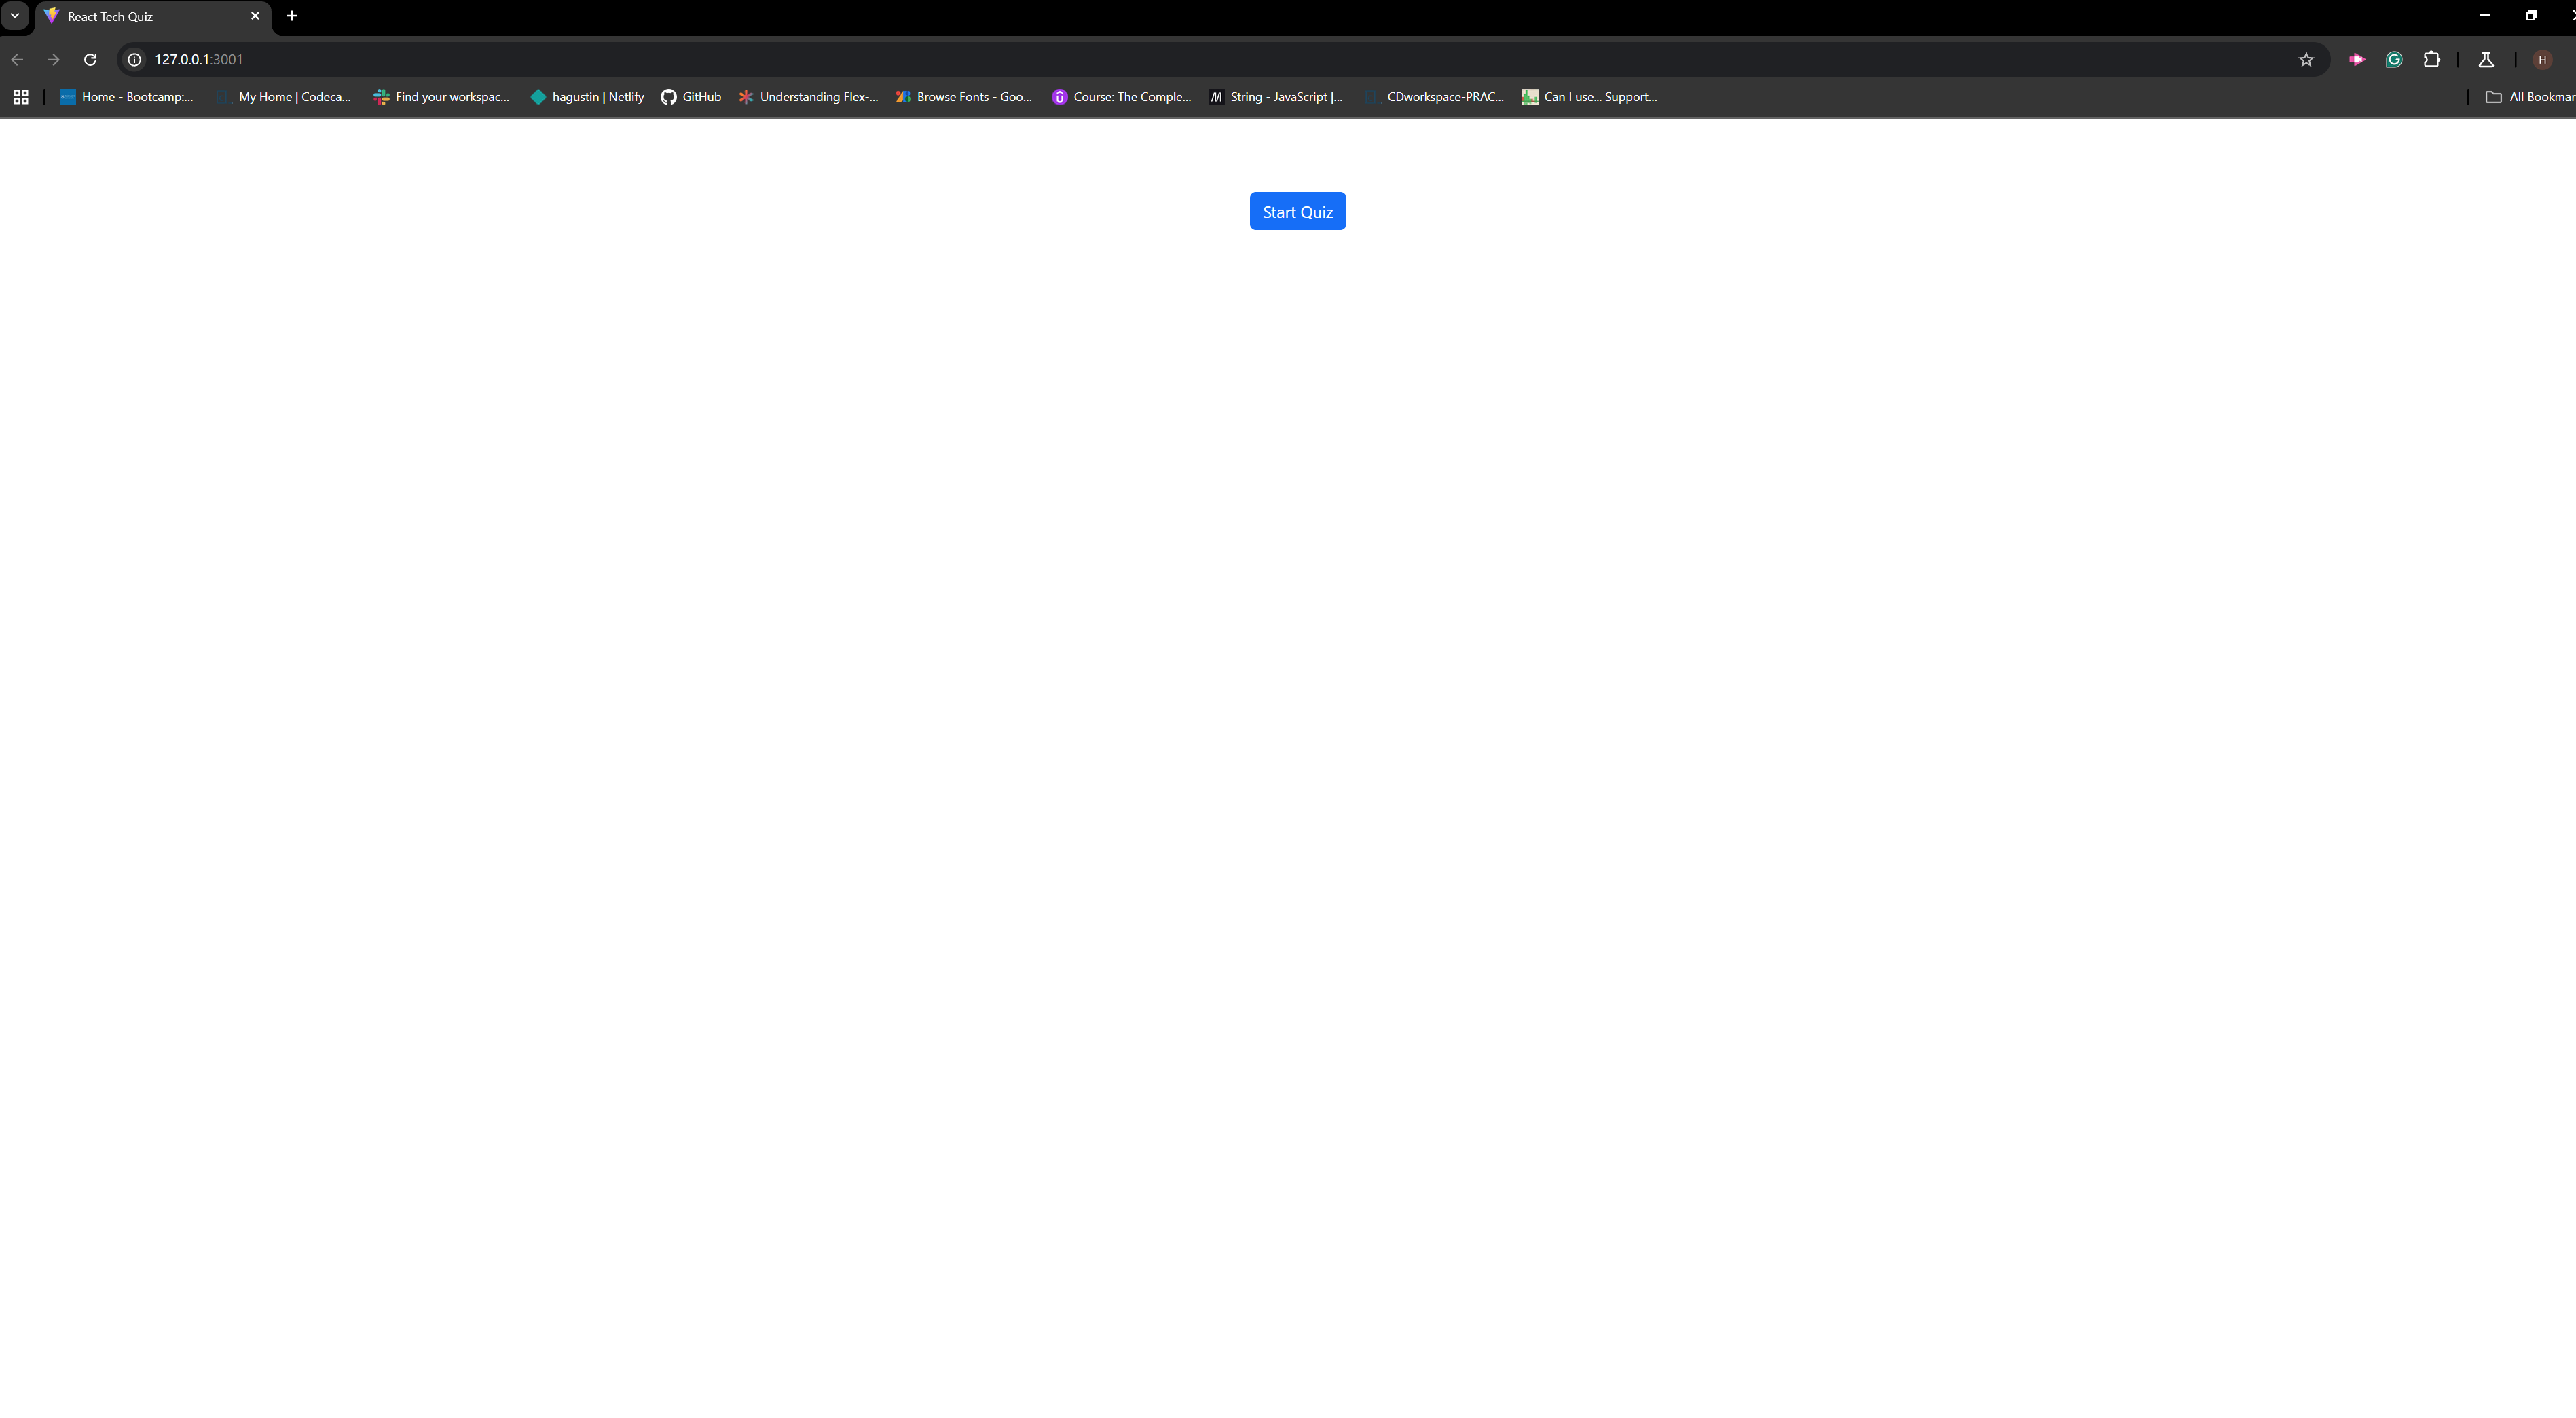 React Tech Quiz
127.0.0.1:3001
H
Home - Bootcamp:... My Home | Codeca... Find your workspac... hagustin | Netlify GitHub Understanding Flex-... Browse Fonts - Goo... Course: The Comple... String - JavaScript |... CDworkspace-PRAC... Can I use... Support... All Bookmar
Start Quiz